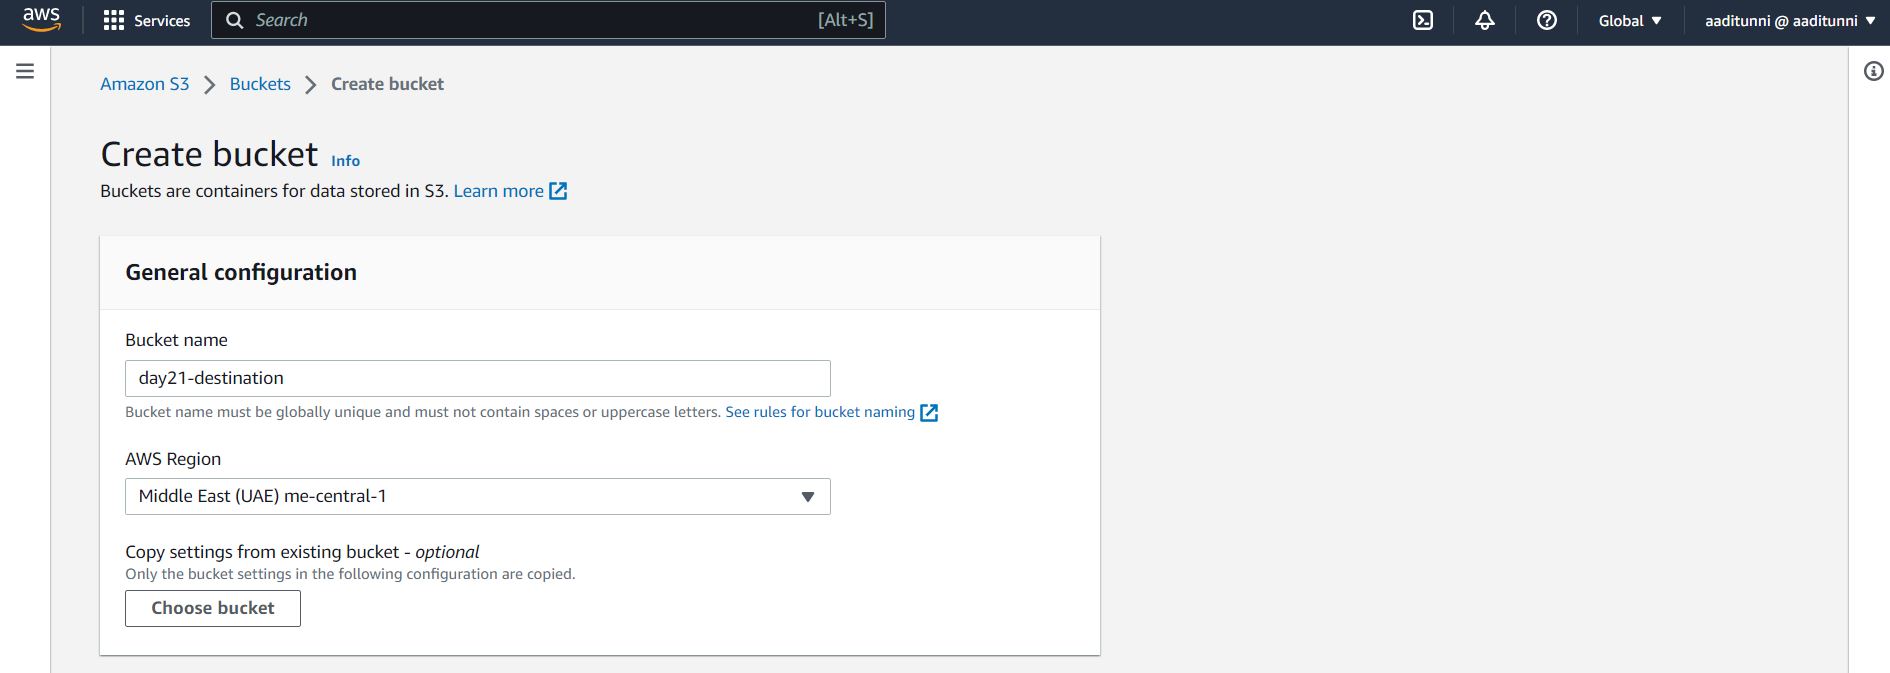 aws Services Search [Alt+S] Global aaditunni @ aaditunni
Amazon S3 Buckets Create bucket
Create bucket Info
Buckets are containers for data stored in S3. Learn more
General configuration
Bucket name
day21-destination
Bucket name must be globally unique and must not contain spaces or uppercase letters. See rules for bucket naming
AWS Region
Middle East (UAE) me-central-1
Copy settings from existing bucket - optional
Only the bucket settings in the following configuration are copied.
Choose bucket